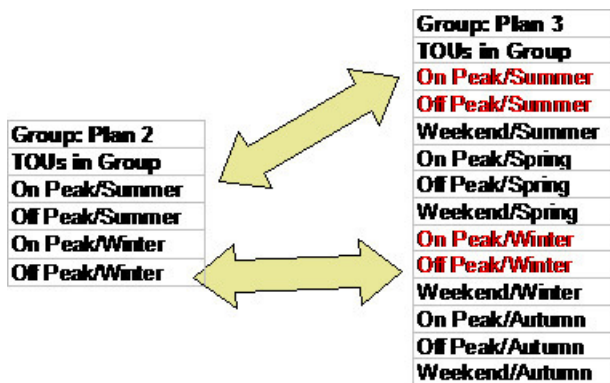 Group: Plan 2
TOUs in Group
On Peak/Summer
Off Peak/Summer
On Peak/Winter
Off Peak/Winter
Group: Plan 3
TOUs in Group
On Peak/Summer
Off Peak/Summer
Weekend/Summer
On Peak/Spring
Off Peak/Spring
Weekend/Spring
On Peak/Winter
Off Peak/Winter
Weekend/Winter
On Peak/Autumn
Off Peak/Autumn
Weekend/Autumn